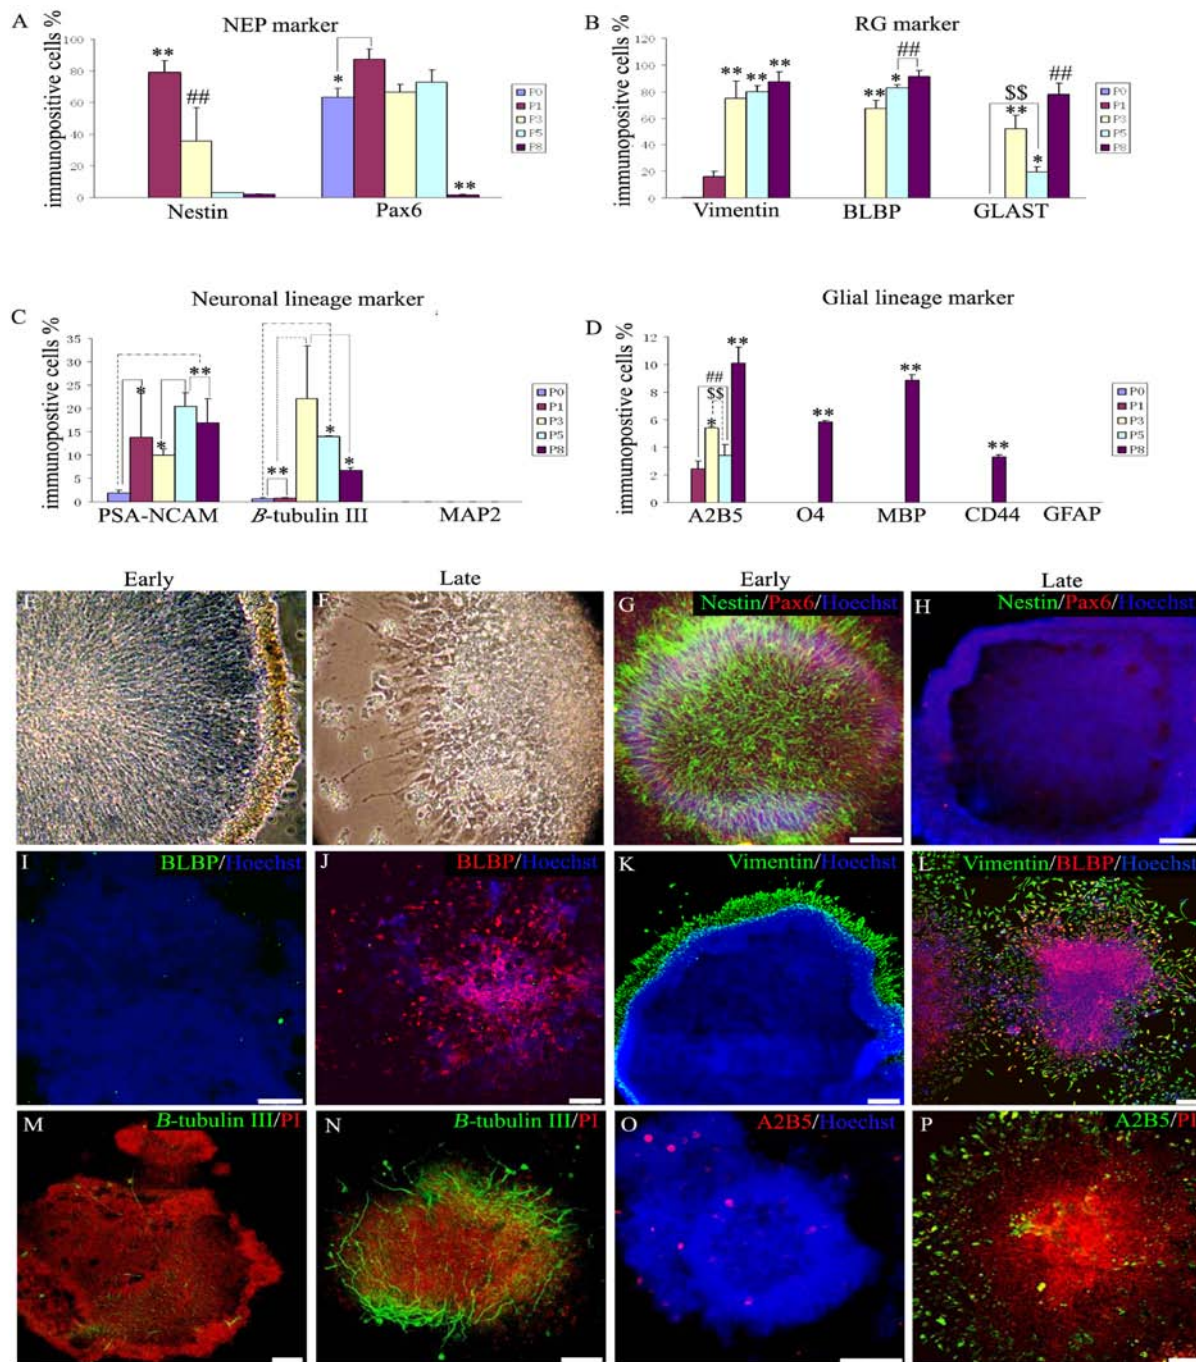 A
NEP marker
immunopositive cells %
100
80
60
40
20
0
**
##
*
**
P0
P1
P3
P5
P8
Nestin
Pax6
B
RG marker
immunopositve cells %
120
100
80
60
40
20
0
**
**
**
**
*
##
$$
**
*
##
P0
P1
P3
P5
P8
Vimentin
BLBP
GLAST
C
Neuronal lineage marker
immunopostive cells %
35
30
25
20
15
10
5
0
*
*
**
**
*
*
P0
P1
P3
P5
P8
PSA-NCAM
B-tubulin III
MAP2
D
Glial lineage marker
immunopostive cells %
12
10
8
6
4
2
0
##
$$
*
**
**
**
**
P0
P1
P3
P5
P8
A2B5
O4
MBP
CD44
GFAP
Early
Late
Early
Late
E
F
G Nestin/Pax6/Hoechst
H Nestin/Pax6/Hoechst
I BLBP/Hoechst
J BLBP/Hoechst
K Vimentin/Hoechst
L Vimentin/BLBP/Hoechst
M B-tubulin III/PI
N B-tubulin III/PI
O A2B5/Hoechst
P A2B5/PI